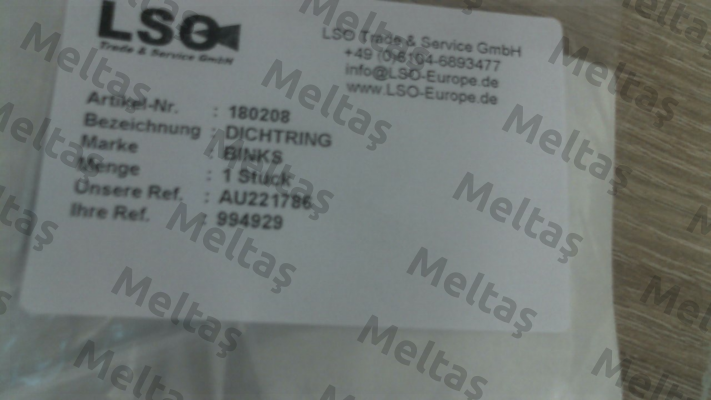 LSO
Trade & Service GmbH
LSO Trade & Service GmbH
+49 (0)8104-6893477
info@LSO-Europe.de
www.LSO-Europe.de
Artikel-Nr. : 180208
Bezeichnung : DICHTRING
Marke : BINKS
Menge : 1 Stück
Unsere Ref. : AU221786
Ihre Ref. 994929
Meltaş